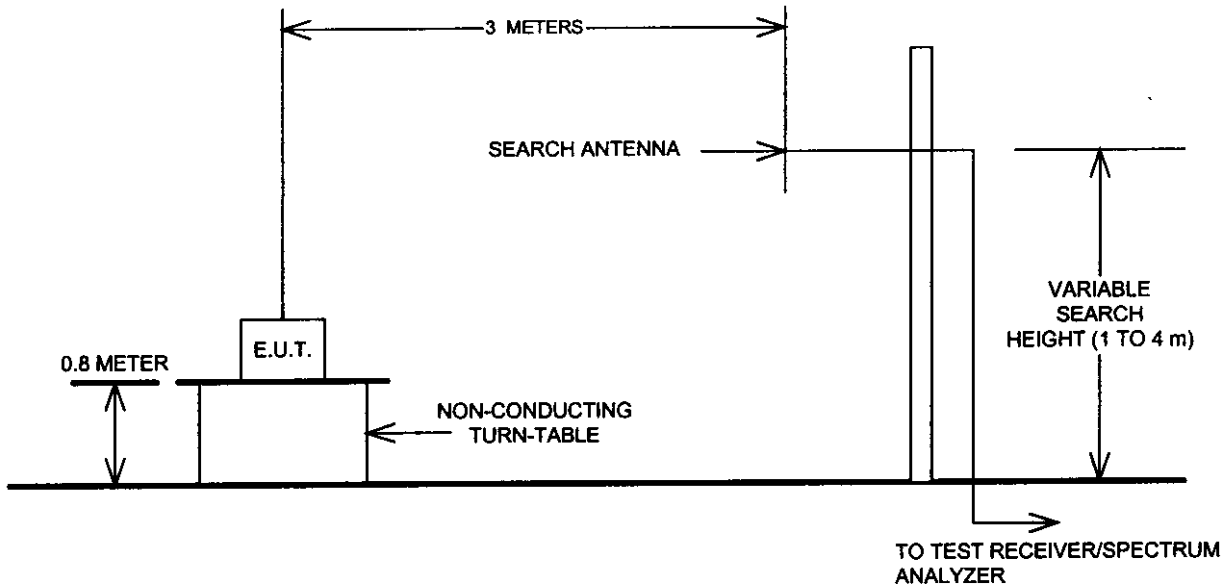 3 METERS
SEARCH ANTENNA
E.U.T.
0.8 METER
NON-CONDUCTING
TURN-TABLE
VARIABLE
SEARCH
HEIGHT (1 TO 4 m)
TO TEST RECEIVER/SPECTRUM
ANALYZER